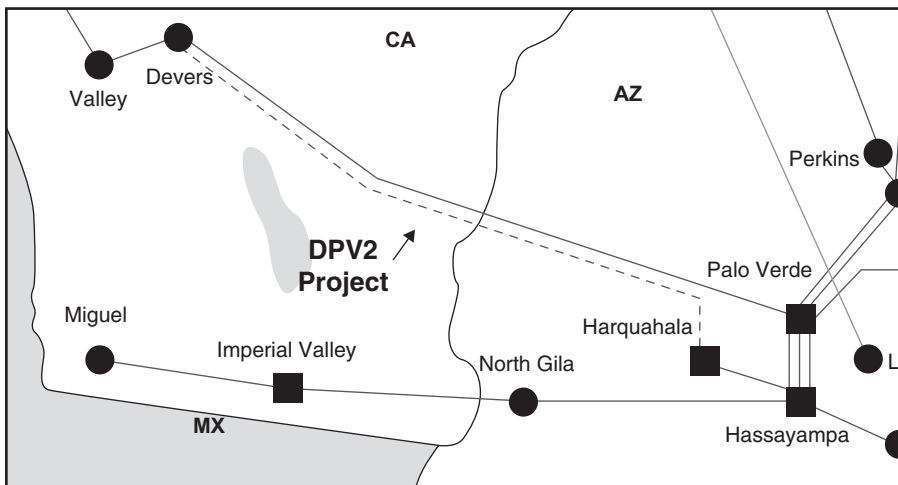 CA
Devers
Valley
AZ
Perkins
DPV2
Project
Palo Verde
Miguel
Harquahala
Imperial Valley
North Gila
L
MX
Hassayampa